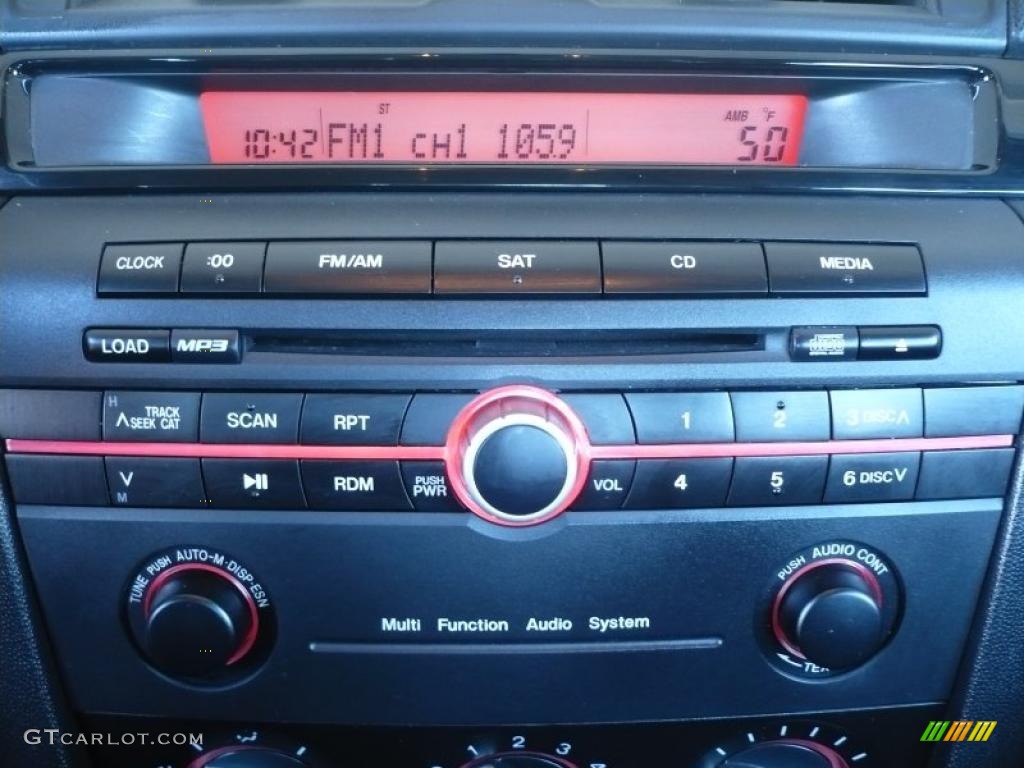 ST AMB °F
10:42 FM1 CH1 105.9 50
CLOCK :00 FM/AM SAT CD MEDIA
LOAD MP3
H TRACK SEEK CAT SCAN RPT 1 2 3 DISC
M RDM PUSH PWR VOL 4 5 6 DISC
TUNE PUSH AUTO-M·DISP-ESN
PUSH AUDIO CONT
Multi Function Audio System
1 2 3
GTCARLOT.COM